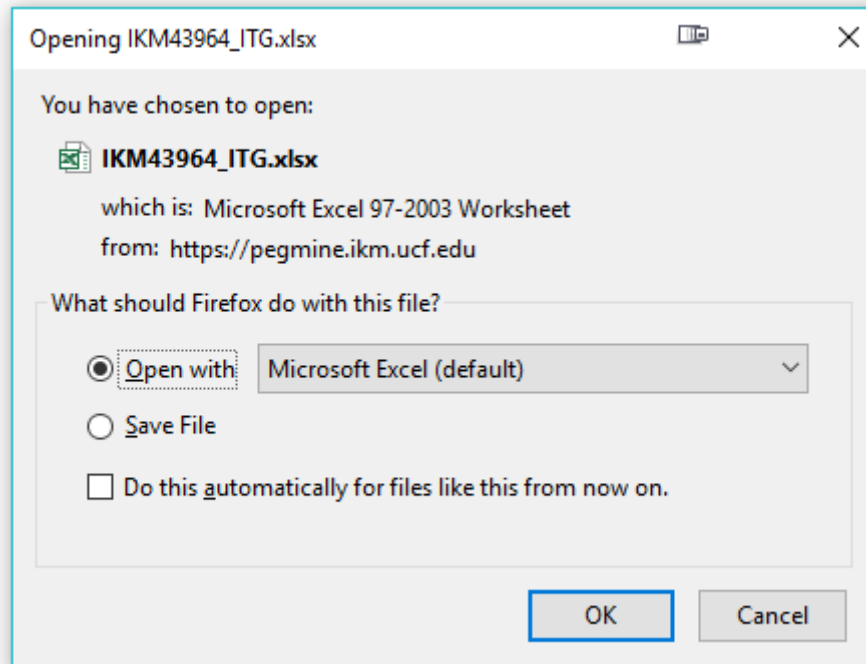 Opening IKM43964_ITG.xlsx
You have chosen to open:
IKM43964_ITG.xlsx
which is: Microsoft Excel 97-2003 Worksheet
from: https://pegmine.ikm.ucf.edu
What should Firefox do with this file?
Open with Microsoft Excel (default)
Save File
Do this automatically for files like this from now on.
OK Cancel